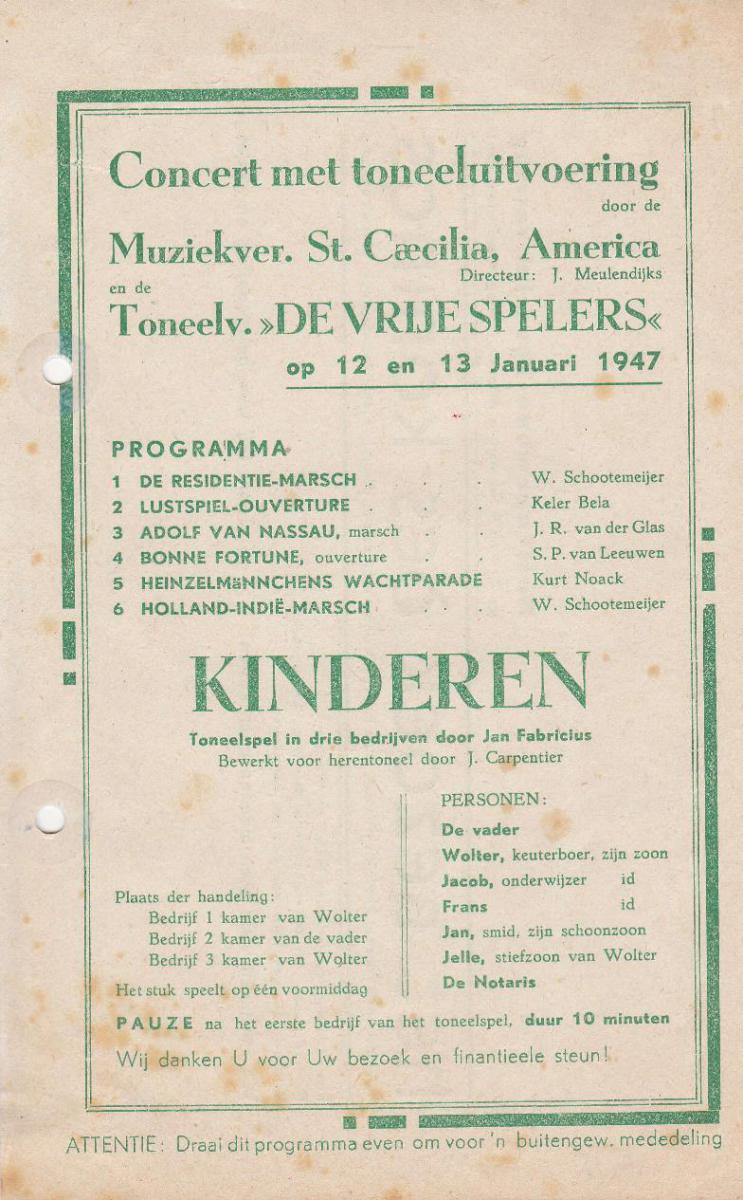 Concert met toneeluitvoering
door de
Muziekver. St. Cæcilia, America
Directeur: J. Meulendijks
en de
Toneelv. »DE VRIJE SPELERS«
op 12 en 13 Januari 1947
PROGRAMMA
1 DE RESIDENTIE-MARSCH . . . W. Schootemeijer
2 LUSTSPIEL-OUVERTURE . . . Keler Bela
3 ADOLF VAN NASSAU, marsch . . J. R. van der Glas
4 BONNE FORTUNE, ouverture . . S. P. van Leeuwen
5 HEINZELMäNNCHENS WACHTPARADE Kurt Noack
6 HOLLAND-INDIË-MARSCH . . . W. Schootemeijer
KINDEREN
Toneelspel in drie bedrijven door Jan Fabricius
Bewerkt voor herentoneel door J. Carpentier
Plaats der handeling:
Bedrijf 1 kamer van Wolter
Bedrijf 2 kamer van de vader
Bedrijf 3 kamer van Wolter
Het stuk speelt op één voormiddag
PERSONEN:
De vader
Wolter, keuterboer, zijn zoon
Jacob, onderwijzer id
Frans id
Jan, smid, zijn schoonzoon
Jelle, stiefzoon van Wolter
De Notaris
PAUZE na het eerste bedrijf van het toneelspel, duur 10 minuten
Wij danken U voor Uw bezoek en finantieele steun!
ATTENTIE: Draai dit programma even om voor 'n buitengew. mededeling